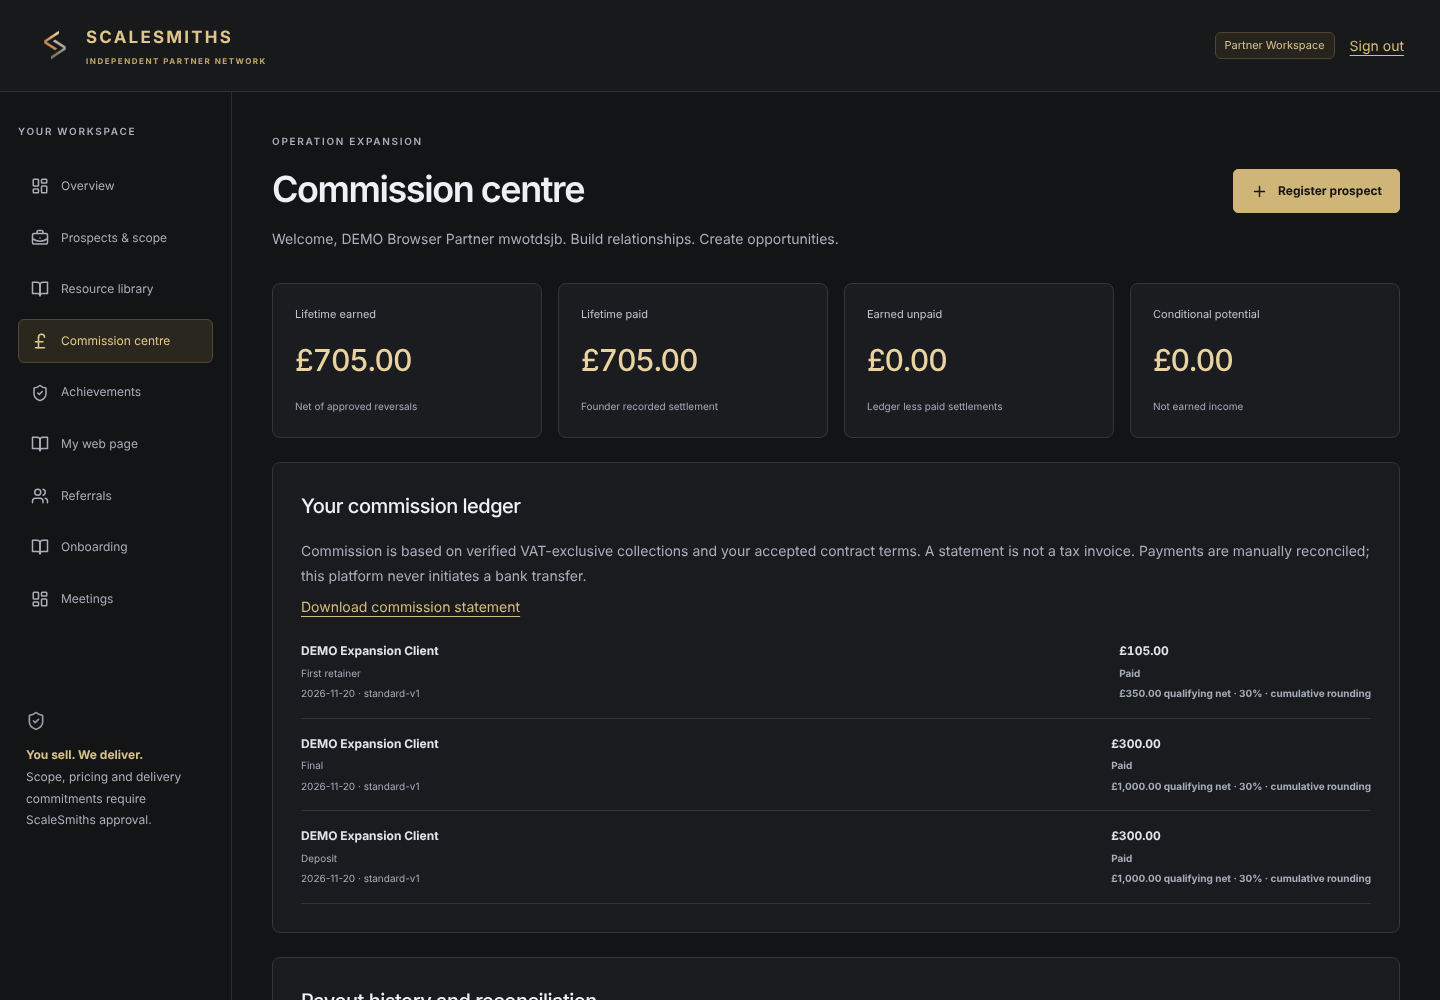 SCALESMITHS
INDEPENDENT PARTNER NETWORK
Partner Workspace
Sign out
YOUR WORKSPACE
Overview
Prospects & scope
Resource library
Commission centre
Achievements
My web page
Referrals
Onboarding
Meetings
You sell. We deliver.
Scope, pricing and delivery
commitments require
ScaleSmiths approval.
OPERATION EXPANSION
Commission centre
Register prospect
Welcome, DEMO Browser Partner mwotdsjb. Build relationships. Create opportunities.
Lifetime earned
£705.00
Net of approved reversals
Lifetime paid
£705.00
Founder recorded settlement
Earned unpaid
£0.00
Ledger less paid settlements
Conditional potential
£0.00
Not earned income
Your commission ledger
Commission is based on verified VAT-exclusive collections and your accepted contract terms. A statement is not a tax invoice. Payments are manually reconciled;
this platform never initiates a bank transfer.
Download commission statement
DEMO Expansion Client
First retainer
2026-11-20 · standard-v1
£105.00
Paid
£350.00 qualifying net · 30% · cumulative rounding
DEMO Expansion Client
Final
2026-11-20 · standard-v1
£300.00
Paid
£1,000.00 qualifying net · 30% · cumulative rounding
DEMO Expansion Client
Deposit
2026-11-20 · standard-v1
£300.00
Paid
£1,000.00 qualifying net · 30% · cumulative rounding
Payout history and reconciliation